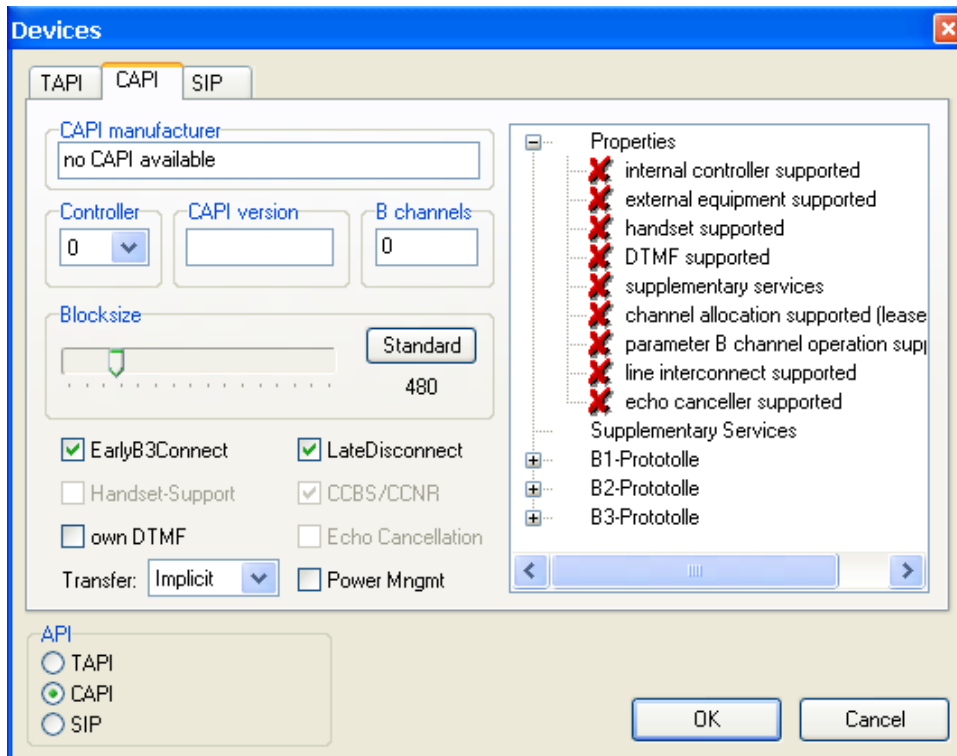 Devices
TAPI CAPI SIP
CAPI manufacturer
no CAPI available
Controller CAPI version B channels
0 0
Blocksize
Standard
480
EarlyB3Connect LateDisconnect
Handset-Support CCBS/CCNR
own DTMF Echo Cancellation
Transfer: Implicit Power Mngmt
Properties
internal controller supported
external equipment supported
handset supported
DTMF supported
supplementary services
channel allocation supported (lease
parameter B channel operation sup
line interconnect supported
echo canceller supported
Supplementary Services
B1-Prototolle
B2-Prototolle
B3-Prototolle
API
TAPI
CAPI
SIP
OK Cancel